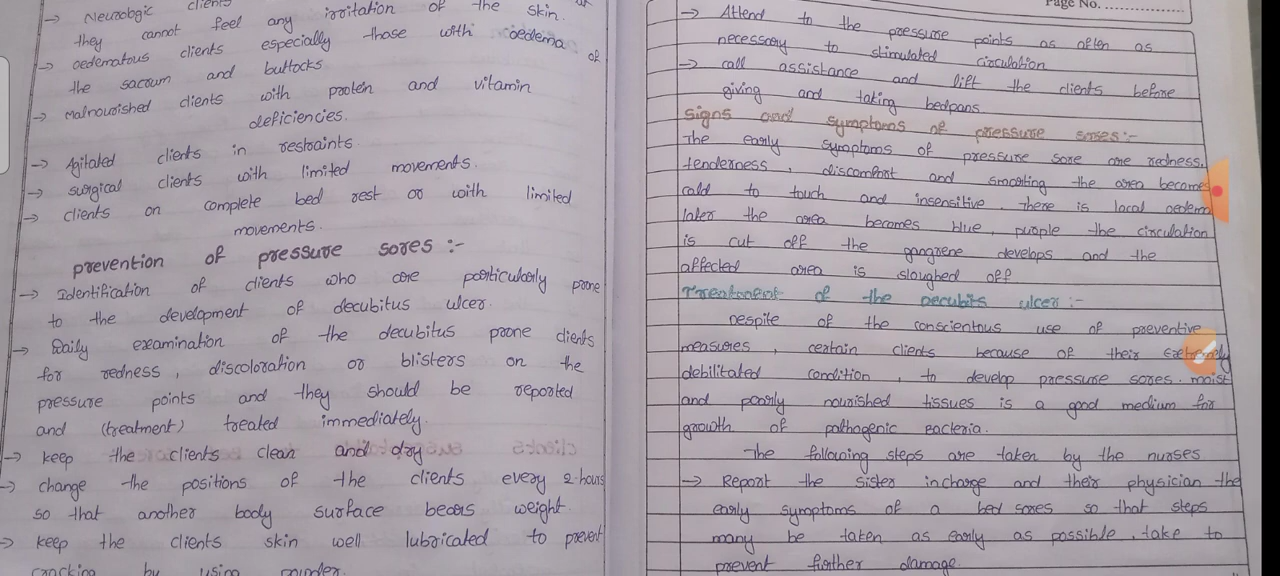 → Neurologic clients
they cannot feel any irritation of the skin.
→ oedematous clients especially those with oedema of
the sacrum and buttocks
→ Malnourished clients with protein and vitamin
deficiencies.
→ Agitated clients in restraints.
→ surgical clients with limited movements.
→ clients on complete bed rest or with limited
movements.
prevention of pressure sores :-
→ Identification of clients who are particularly prone
to the development of decubitus ulcer.
→ Daily examination of the decubitus prone clients
for redness, discoloration or blisters on the
pressure points and they should be reported
and (treatment) treated immediately.
→ keep the clients clean and dry
→ change the positions of the clients every 2-hours
so that another body surface bears weight.
→ keep the clients skin well lubricated to prevent
cracking by using powder.
Page No.
→ Attend to the pressure points as often as
necessary to stimulated circulation
→ call assistance and lift the clients before
giving and taking bedpans.
Signs and symptoms of pressure sores:-
The early symptoms of pressure sore are redness,
tenderness, discomfort and smarting the area becomes
cold to touch and insensitive. There is local oedem
later the area becomes blue, purple the circulation
is cut off the gangrene develops and the
affected area is sloughed off
Treatment of the Decubits ulcer :-
Despite of the conscientous use of preventive
measures, certain clients because of their extremely
debilitated condition, to develop pressure sores. moist
and poorly nourished tissues is a good medium for
growth of pathogenic Bacteria.
The following steps are taken by the nurses
→ Report the sister incharge and their physician the
early symptoms of a bed sores so that steps
many be taken as early as possible, take to
prevent further damage.